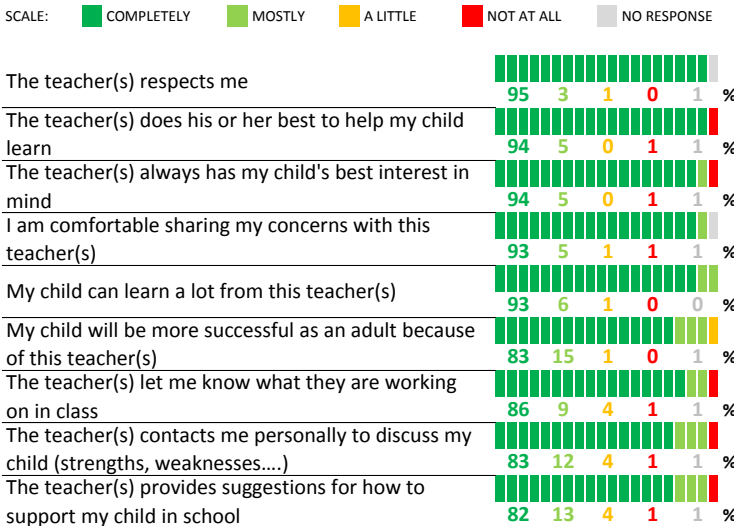 SCALE: COMPLETELY MOSTLY A LITTLE NOT AT ALL NO RESPONSE
The teacher(s) respects me
95 3 1 0 1 %
The teacher(s) does his or her best to help my child
learn
94 5 0 1 1 %
The teacher(s) always has my child's best interest in
mind
94 5 0 1 1 %
I am comfortable sharing my concerns with this
teacher(s)
93 5 1 1 1 %
My child can learn a lot from this teacher(s)
93 6 1 0 0 %
My child will be more successful as an adult because
of this teacher(s)
83 15 1 0 1 %
The teacher(s) let me know what they are working
on in class
86 9 4 1 1 %
The teacher(s) contacts me personally to discuss my
child (strengths, weaknesses....)
83 12 4 1 1 %
The teacher(s) provides suggestions for how to
support my child in school
82 13 4 1 1 %